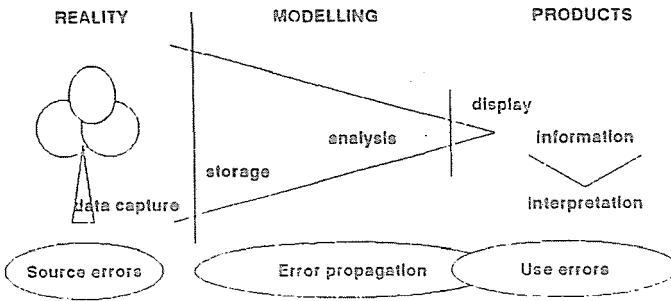 REALITY MODELLING PRODUCTS
display
analysis
information
storage
data capture
interpretation
Source errors Error propagation Use errors